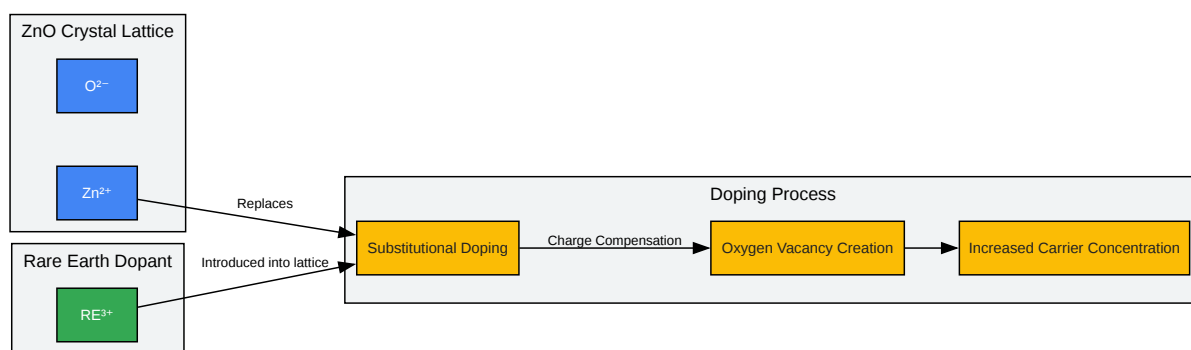 ZnO Crystal Lattice
O²⁻
Zn²⁺
Replaces
Rare Earth Dopant
Introduced into lattice
RE³⁺
Doping Process
Substitutional Doping
Charge Compensation
Oxygen Vacancy Creation
Increased Carrier Concentration